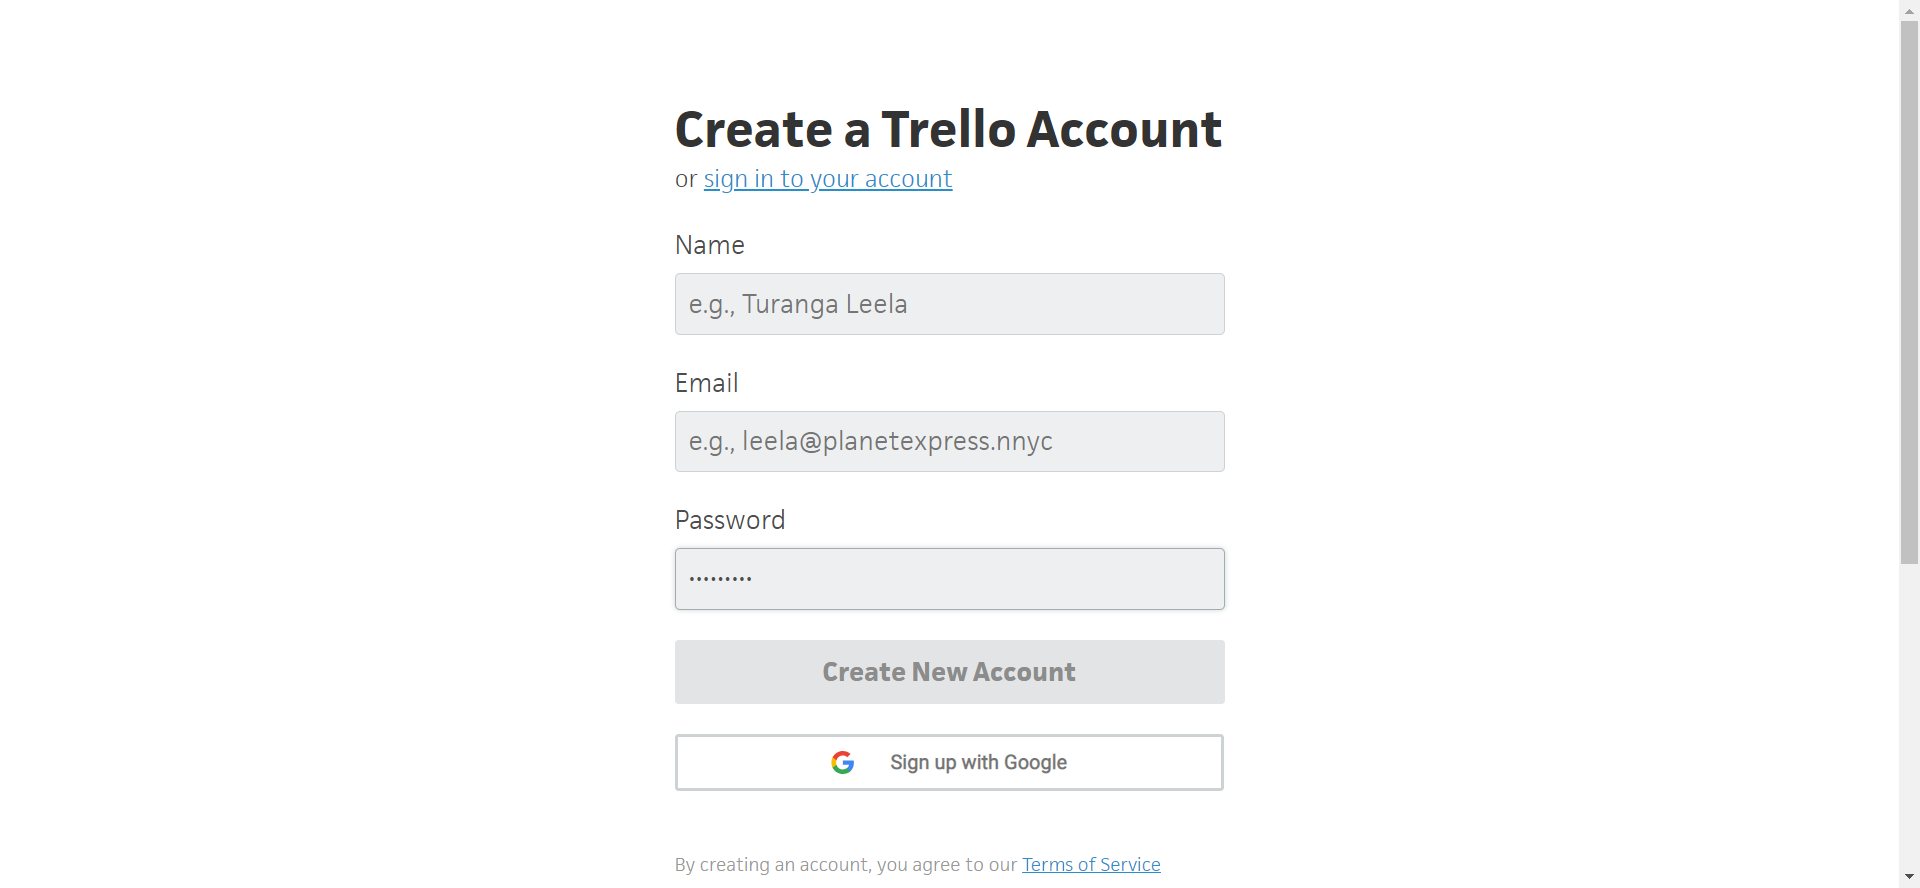 Create a Trello Account
or sign in to your account
Name
e.g., Turanga Leela
Email
e.g., leela@planetexpress.nnyc
Password
•••••••••
Create New Account
Sign up with Google
By creating an account, you agree to our Terms of Service